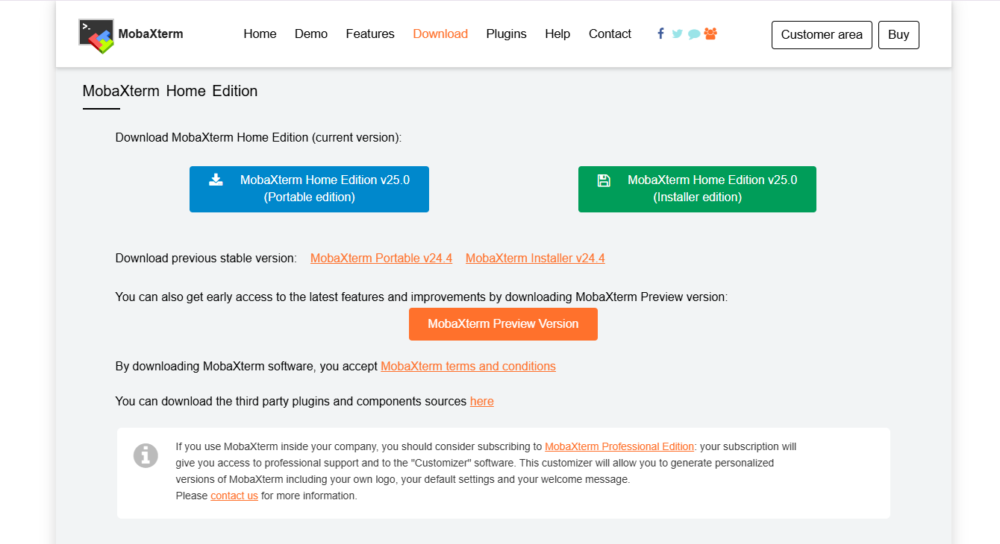 >_
MobaXterm
Home Demo Features Download Plugins Help Contact
Customer area Buy
MobaXterm Home Edition
Download MobaXterm Home Edition (current version):
MobaXterm Home Edition v25.0
(Portable edition)
MobaXterm Home Edition v25.0
(Installer edition)
Download previous stable version: MobaXterm Portable v24.4 MobaXterm Installer v24.4
You can also get early access to the latest features and improvements by downloading MobaXterm Preview version:
MobaXterm Preview Version
By downloading MobaXterm software, you accept MobaXterm terms and conditions
You can download the third party plugins and components sources here
If you use MobaXterm inside your company, you should consider subscribing to MobaXterm Professional Edition: your subscription will
give you access to professional support and to the "Customizer" software. This customizer will allow you to generate personalized
versions of MobaXterm including your own logo, your default settings and your welcome message.
Please contact us for more information.